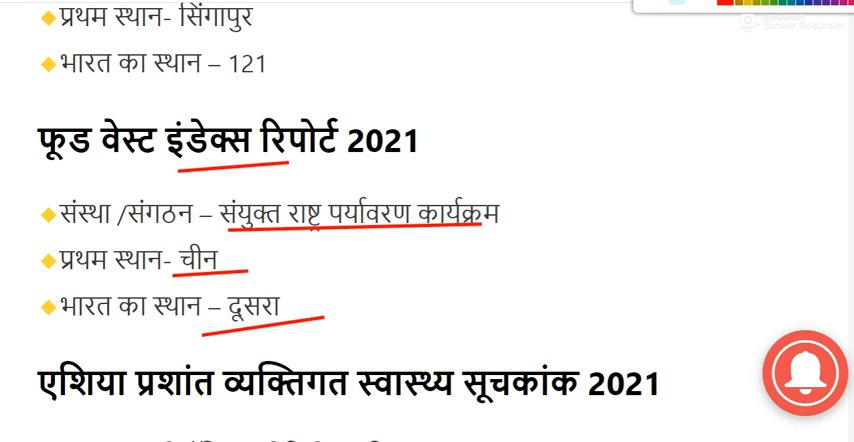 प्रथम स्थान- सिंगापुर
भारत का स्थान – 121
फूड वेस्ट इंडेक्स रिपोर्ट 2021
संस्था /संगठन – संयुक्त राष्ट्र पर्यावरण कार्यक्रम
प्रथम स्थान- चीन
भारत का स्थान – दूसरा
एशिया प्रशांत व्यक्तिगत स्वास्थ्य सूचकांक 2021